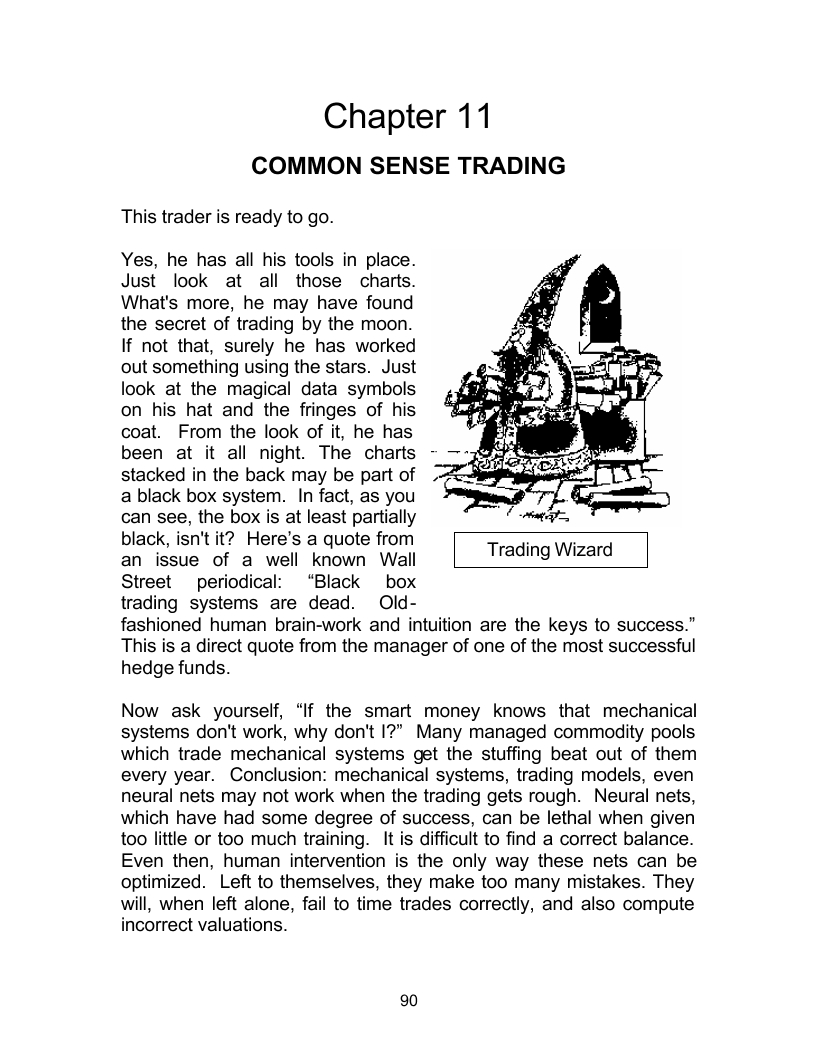 Chapter 11
COMMON SENSE TRADING
This trader is ready to go.
Yes, he has all his tools in place.
Just look at all those charts.
What's more, he may have found
the secret of trading by the moon.
If not that, surely he has worked
out something using the stars. Just
look at the magical data symbols
on his hat and the fringes of his
coat. From the look of it, he has
been at it all night. The charts
stacked in the back may be part of
a black box system. In fact, as you
can see, the box is at least partially
black, isn't it? Here’s a quote from
an issue of a well known Wall
Street periodical: “Black box
trading systems are dead. Old-
fashioned human brain-work and intuition are the keys to success.”
This is a direct quote from the manager of one of the most successful
hedge funds.
Trading Wizard
Now ask yourself, “If the smart money knows that mechanical
systems don't work, why don't I?” Many managed commodity pools
which trade mechanical systems get the stuffing beat out of them
every year. Conclusion: mechanical systems, trading models, even
neural nets may not work when the trading gets rough. Neural nets,
which have had some degree of success, can be lethal when given
too little or too much training. It is difficult to find a correct balance.
Even then, human intervention is the only way these nets can be
optimized. Left to themselves, they make too many mistakes. They
will, when left alone, fail to time trades correctly, and also compute
incorrect valuations.
90